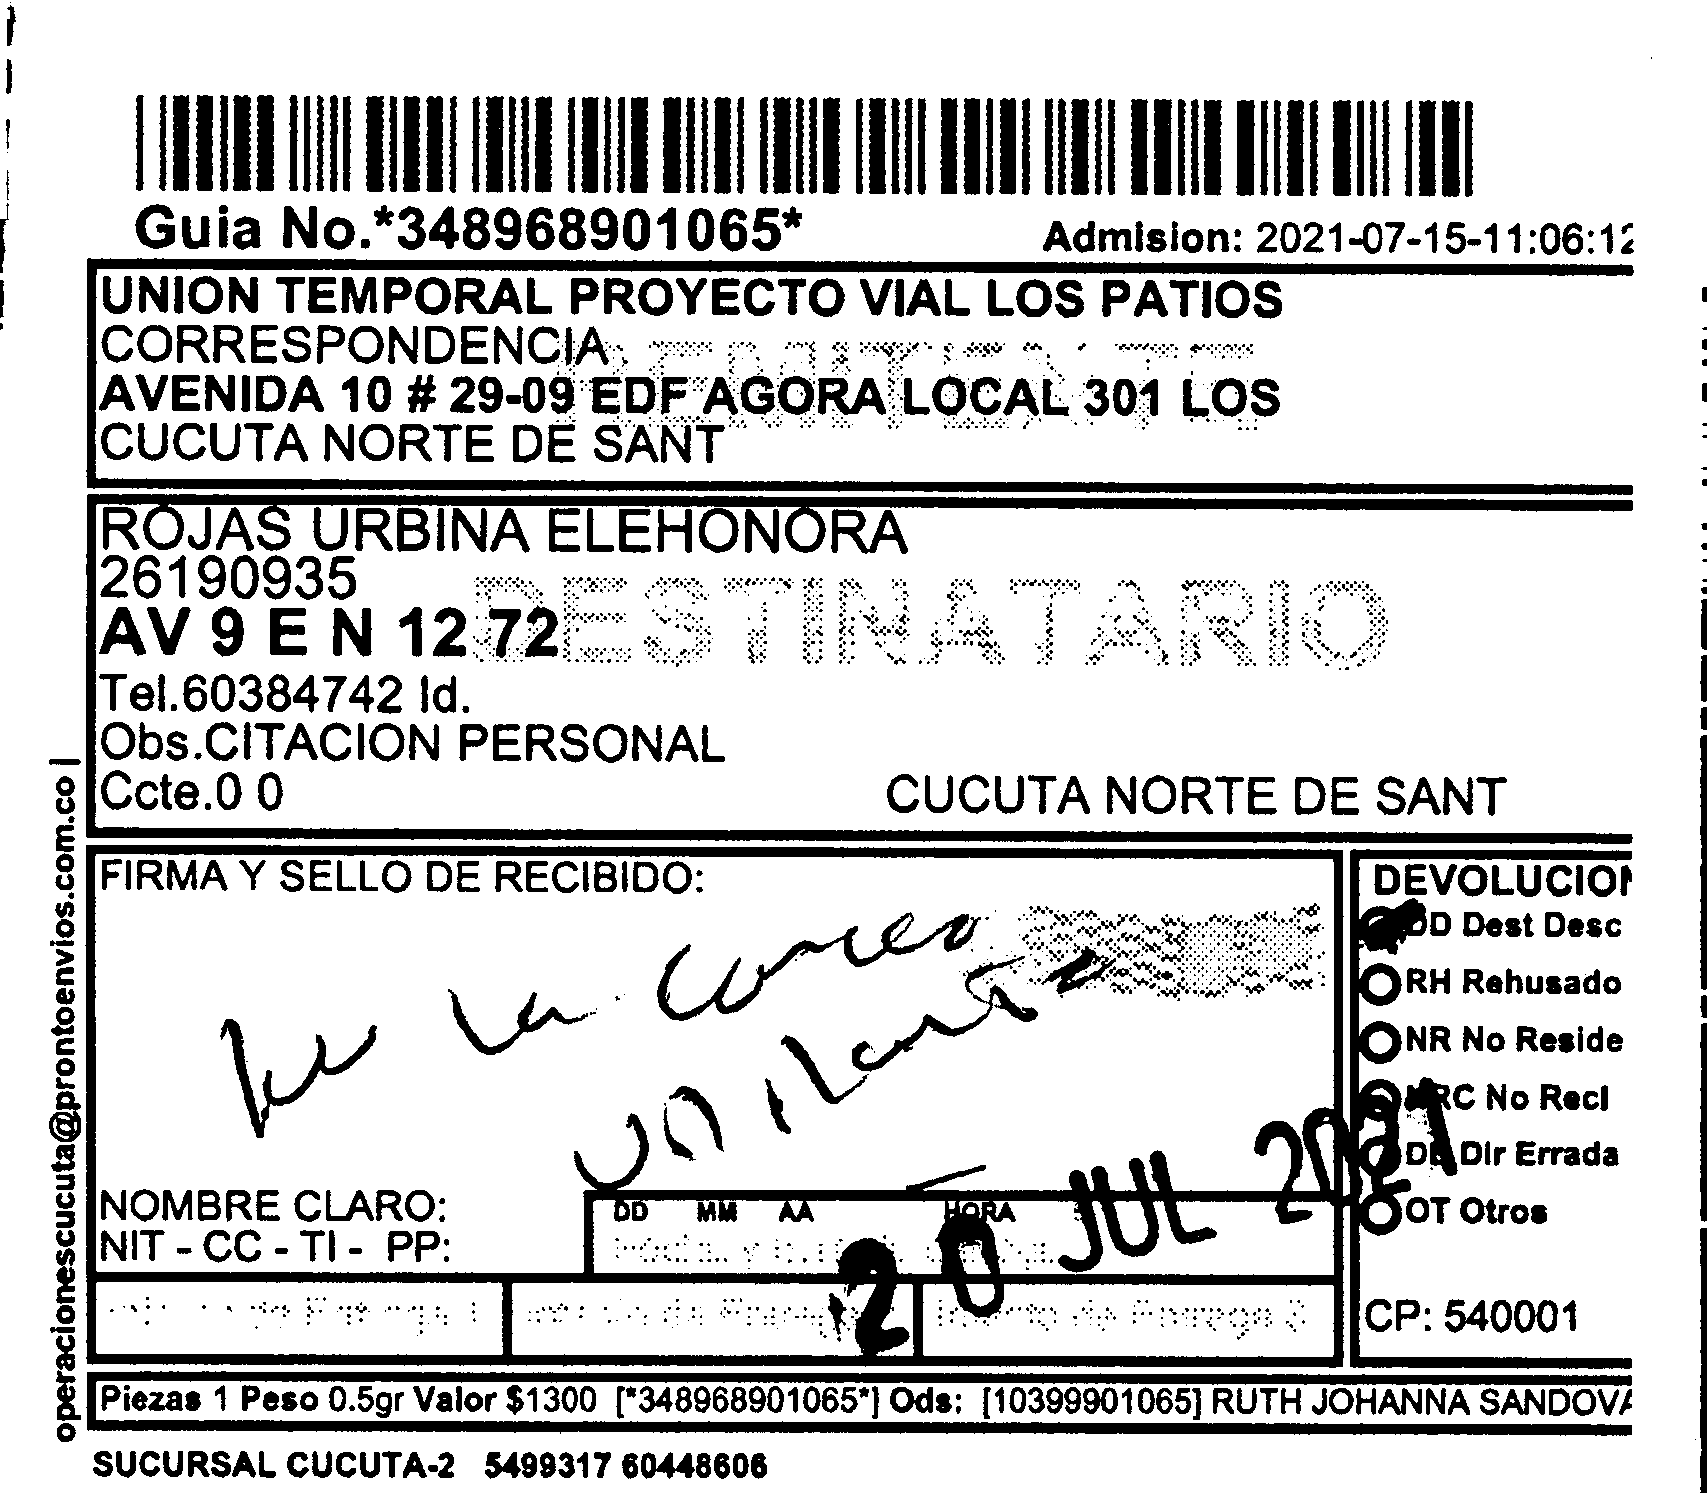 Guia No.*348968901065*
Admision: 2021-07-15-11:06:12
UNION TEMPORAL PROYECTO VIAL LOS PATIOS
CORRESPONDENCIA
REMITENTE
AVENIDA 10 # 29-09 EDF AGORA LOCAL 301 LOS
CUCUTA NORTE DE SANT
ROJAS URBINA ELEHONORA
26190935
DESTINATARIO
AV 9 E N 12 72
Tel.60384742 Id.
Obs.CITACION PERSONAL
Ccte.0 0
CUCUTA NORTE DE SANT
operacionescucuta@prontoenvios.com.co|
FIRMA Y SELLO DE RECIBIDO:
la
NOMBRE CLARO:
NIT - CC - TI - PP:
DD MM AA HORA
20 JUL 2021
DEVOLUCION
DD Dest Desc
RH Rehusado
NR No Reside
NRC No Recl
DE Dir Errada
OT Otros
CP: 540001
Piezas 1 Peso 0.5gr Valor $1300 [*348968901065*] Ods: [10399901065] RUTH JOHANNA SANDOVA
SUCURSAL CUCUTA-2 5499317 60448606